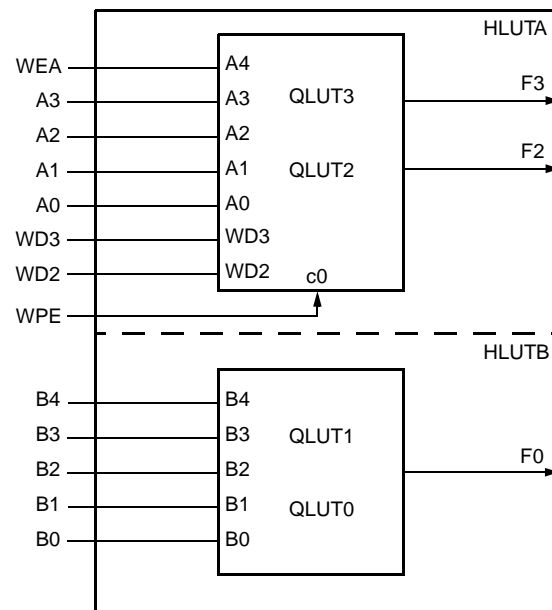 HLUTA
WEA A4
A3 A3 QLUT3 F3
A2 A2
A1 A1 QLUT2 F2
A0 A0
WD3 WD3
WD2 WD2
c0
WPE
HLUTB
B4 B4
B3 B3 QLUT1
B2 B2 F0
B1 B1 QLUT0
B0 B0